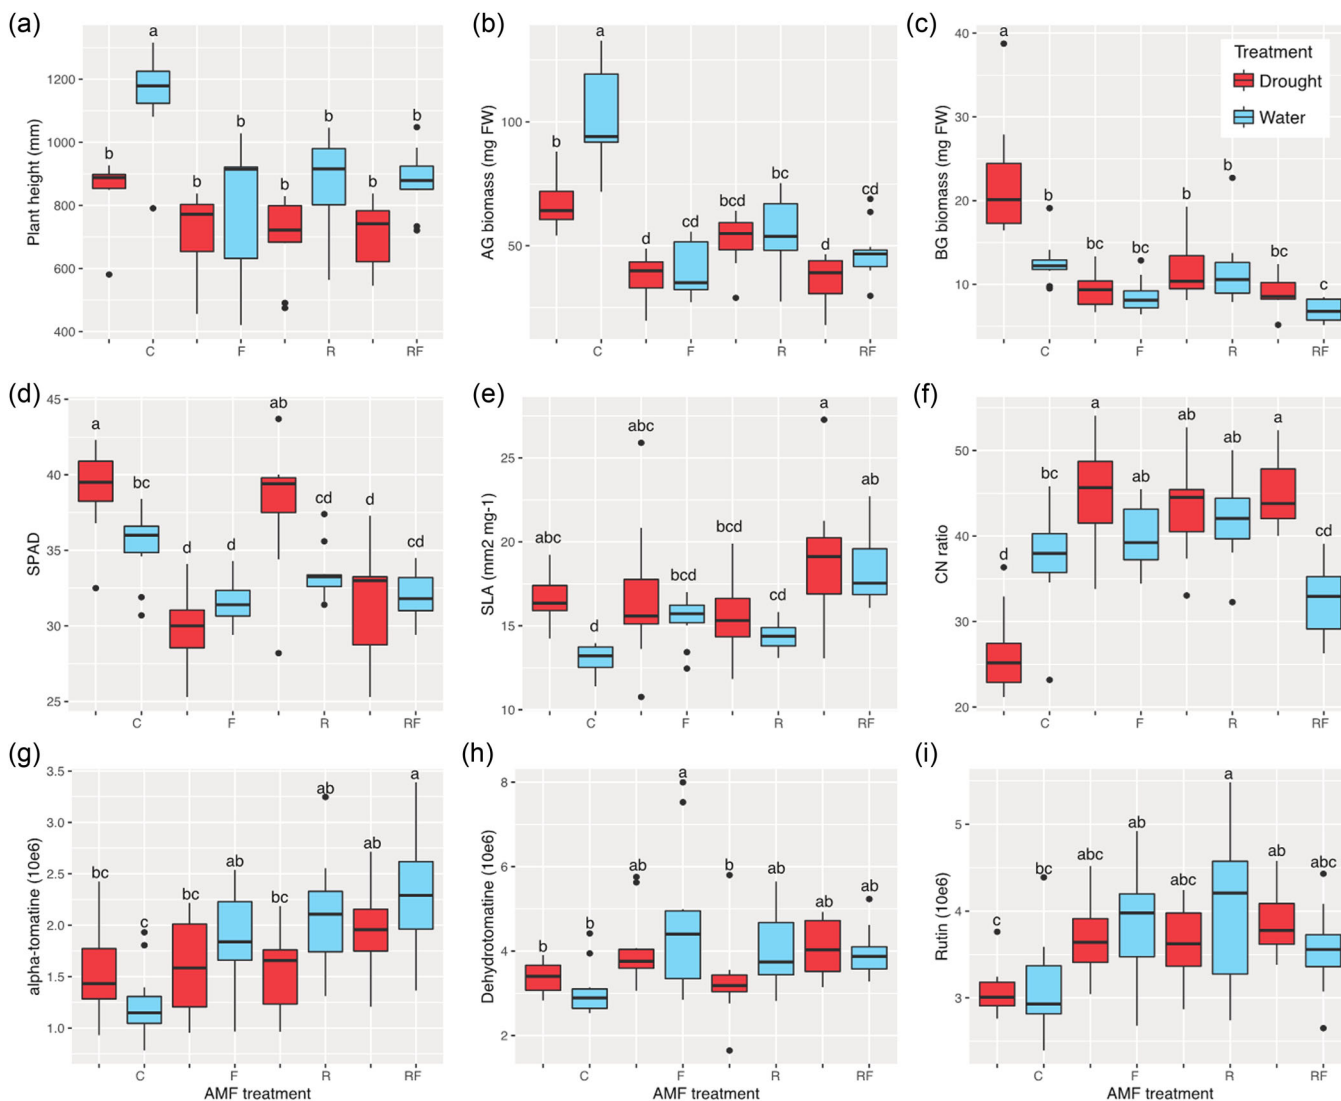 (a)
Plant height (mm)
1200
1000
800
600
400
b
a
b
b
b
b
b
b
C
F
R
RF
(b)
AG biomass (mg FW)
100
50
b
a
d
cd
bcd
bc
d
cd
C
F
R
RF
(c)
BG biomass (mg FW)
40
30
20
10
a
b
bc
bc
b
b
bc
c
Treatment
Drought
Water
C
F
R
RF
(d)
SPAD
45
40
35
30
25
a
bc
d
d
ab
cd
d
cd
C
F
R
RF
(e)
SLA (mm2 mg-1)
25
20
15
10
abc
d
abc
bcd
bcd
cd
a
ab
C
F
R
RF
(f)
CN ratio
50
40
30
20
d
bc
a
ab
ab
ab
a
cd
C
F
R
RF
(g)
alpha-tomatine (10e6)
3.5
3.0
2.5
2.0
1.5
1.0
bc
c
bc
ab
bc
ab
ab
a
C
F
R
RF
AMF treatment
(h)
Dehydrotomatine (10e6)
8
6
4
2
b
b
ab
a
b
ab
ab
ab
C
F
R
RF
AMF treatment
(i)
Rutin (10e6)
5
4
3
c
bc
abc
ab
abc
a
ab
abc
C
F
R
RF
AMF treatment